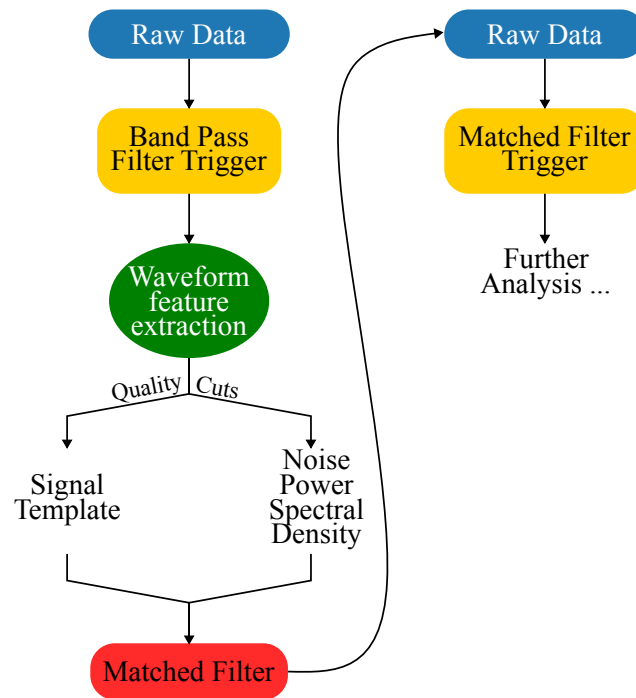 Raw Data
Band Pass
Filter Trigger
Waveform
feature
extraction
Quality Cuts
Signal
Template
Noise
Power
Spectral
Density
Matched Filter
Raw Data
Matched Filter
Trigger
Further
Analysis ...